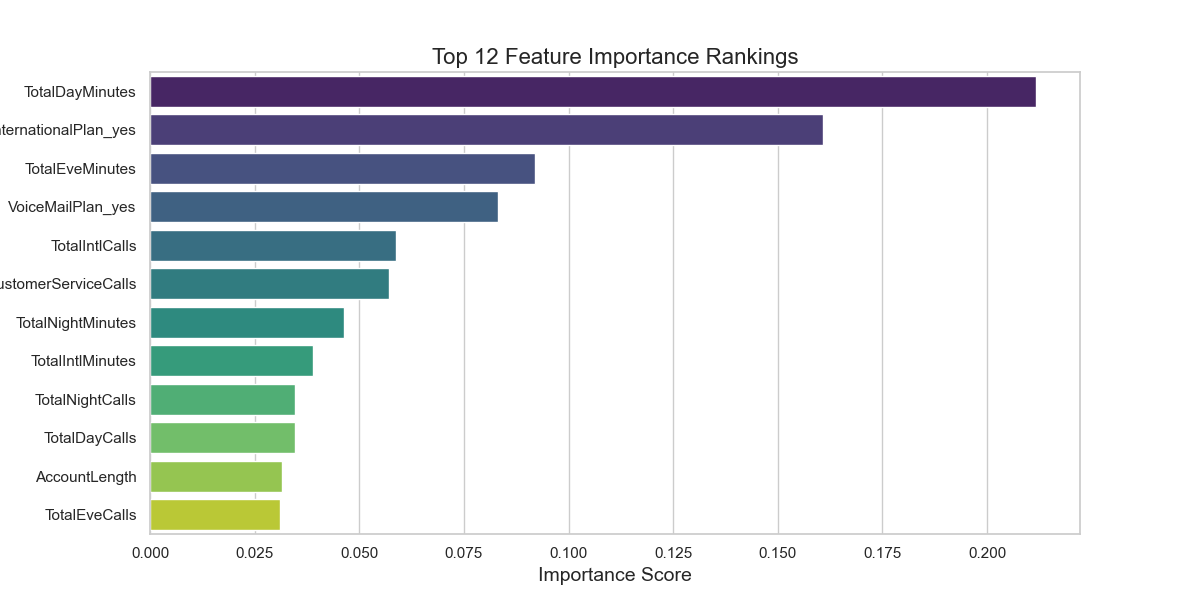 Top 12 Feature Importance Rankings
TotalDayMinutes
nternationalPlan_yes
TotalEveMinutes
VoiceMailPlan_yes
TotalIntlCalls
ustomerServiceCalls
TotalNightMinutes
TotalIntlMinutes
TotalNightCalls
TotalDayCalls
AccountLength
TotalEveCalls
0.000 0.025 0.050 0.075 0.100 0.125 0.150 0.175 0.200
Importance Score